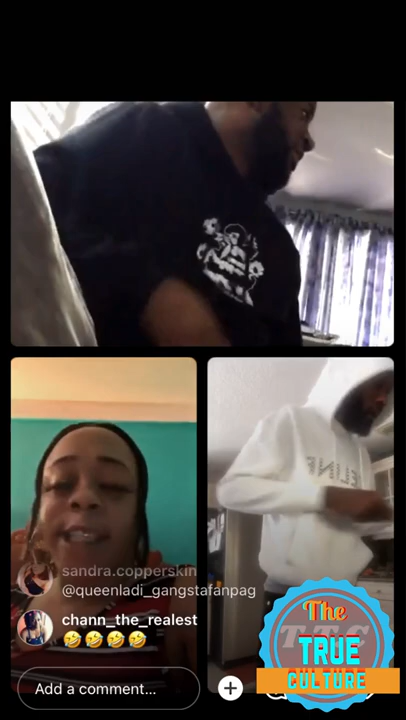 sandra.copperskin
@queenladi_gangstafanpag
chann_the_realest
🤣🤣🤣🤣
Add a comment...
The
TRUE
CULTURE